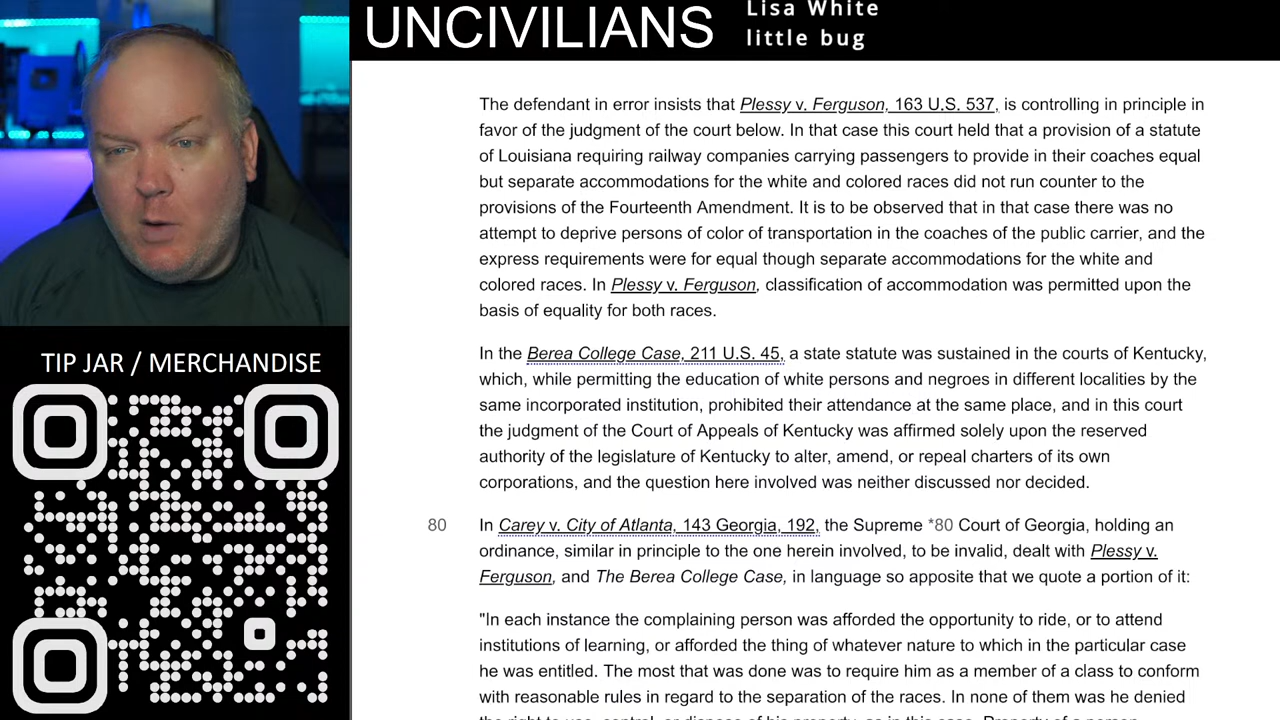 UNCIVILIANS
Lisa White
little bug
TIP JAR / MERCHANDISE
The defendant in error insists that Plessy v. Ferguson, 163 U.S. 537, is controlling in principle in
favor of the judgment of the court below. In that case this court held that a provision of a statute
of Louisiana requiring railway companies carrying passengers to provide in their coaches equal
but separate accommodations for the white and colored races did not run counter to the
provisions of the Fourteenth Amendment. It is to be observed that in that case there was no
attempt to deprive persons of color of transportation in the coaches of the public carrier, and the
express requirements were for equal though separate accommodations for the white and
colored races. In Plessy v. Ferguson, classification of accommodation was permitted upon the
basis of equality for both races.
In the Berea College Case, 211 U.S. 45, a state statute was sustained in the courts of Kentucky,
which, while permitting the education of white persons and negroes in different localities by the
same incorporated institution, prohibited their attendance at the same place, and in this court
the judgment of the Court of Appeals of Kentucky was affirmed solely upon the reserved
authority of the legislature of Kentucky to alter, amend, or repeal charters of its own
corporations, and the question here involved was neither discussed nor decided.
80 In Carey v. City of Atlanta, 143 Georgia, 192, the Supreme *80 Court of Georgia, holding an
ordinance, similar in principle to the one herein involved, to be invalid, dealt with Plessy v.
Ferguson, and The Berea College Case, in language so apposite that we quote a portion of it:
"In each instance the complaining person was afforded the opportunity to ride, or to attend
institutions of learning, or afforded the thing of whatever nature to which in the particular case
he was entitled. The most that was done was to require him as a member of a class to conform
with reasonable rules in regard to the separation of the races. In none of them was he denied
the right to use, control, or dispose of his property, as in this case. Property of a person,